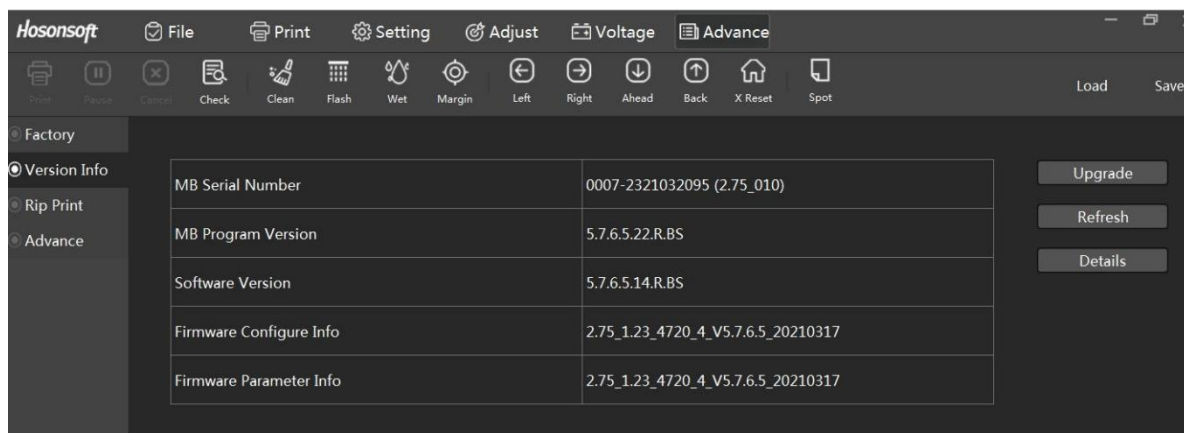 Hosonsoft File Print Setting Adjust Voltage Advance
Print Pause Cancel Check Clean Flash Wet Margin Left Right Ahead Back X Reset Spot Load Save
Factory
Version Info
Rip Print
Advance
MB Serial Number 0007-2321032095 (2.75_010)
MB Program Version 5.7.6.5.22.R.BS
Software Version 5.7.6.5.14.R.BS
Firmware Configure Info 2.75_1.23_4720_4_V5.7.6.5_20210317
Firmware Parameter Info 2.75_1.23_4720_4_V5.7.6.5_20210317
Upgrade
Refresh
Details